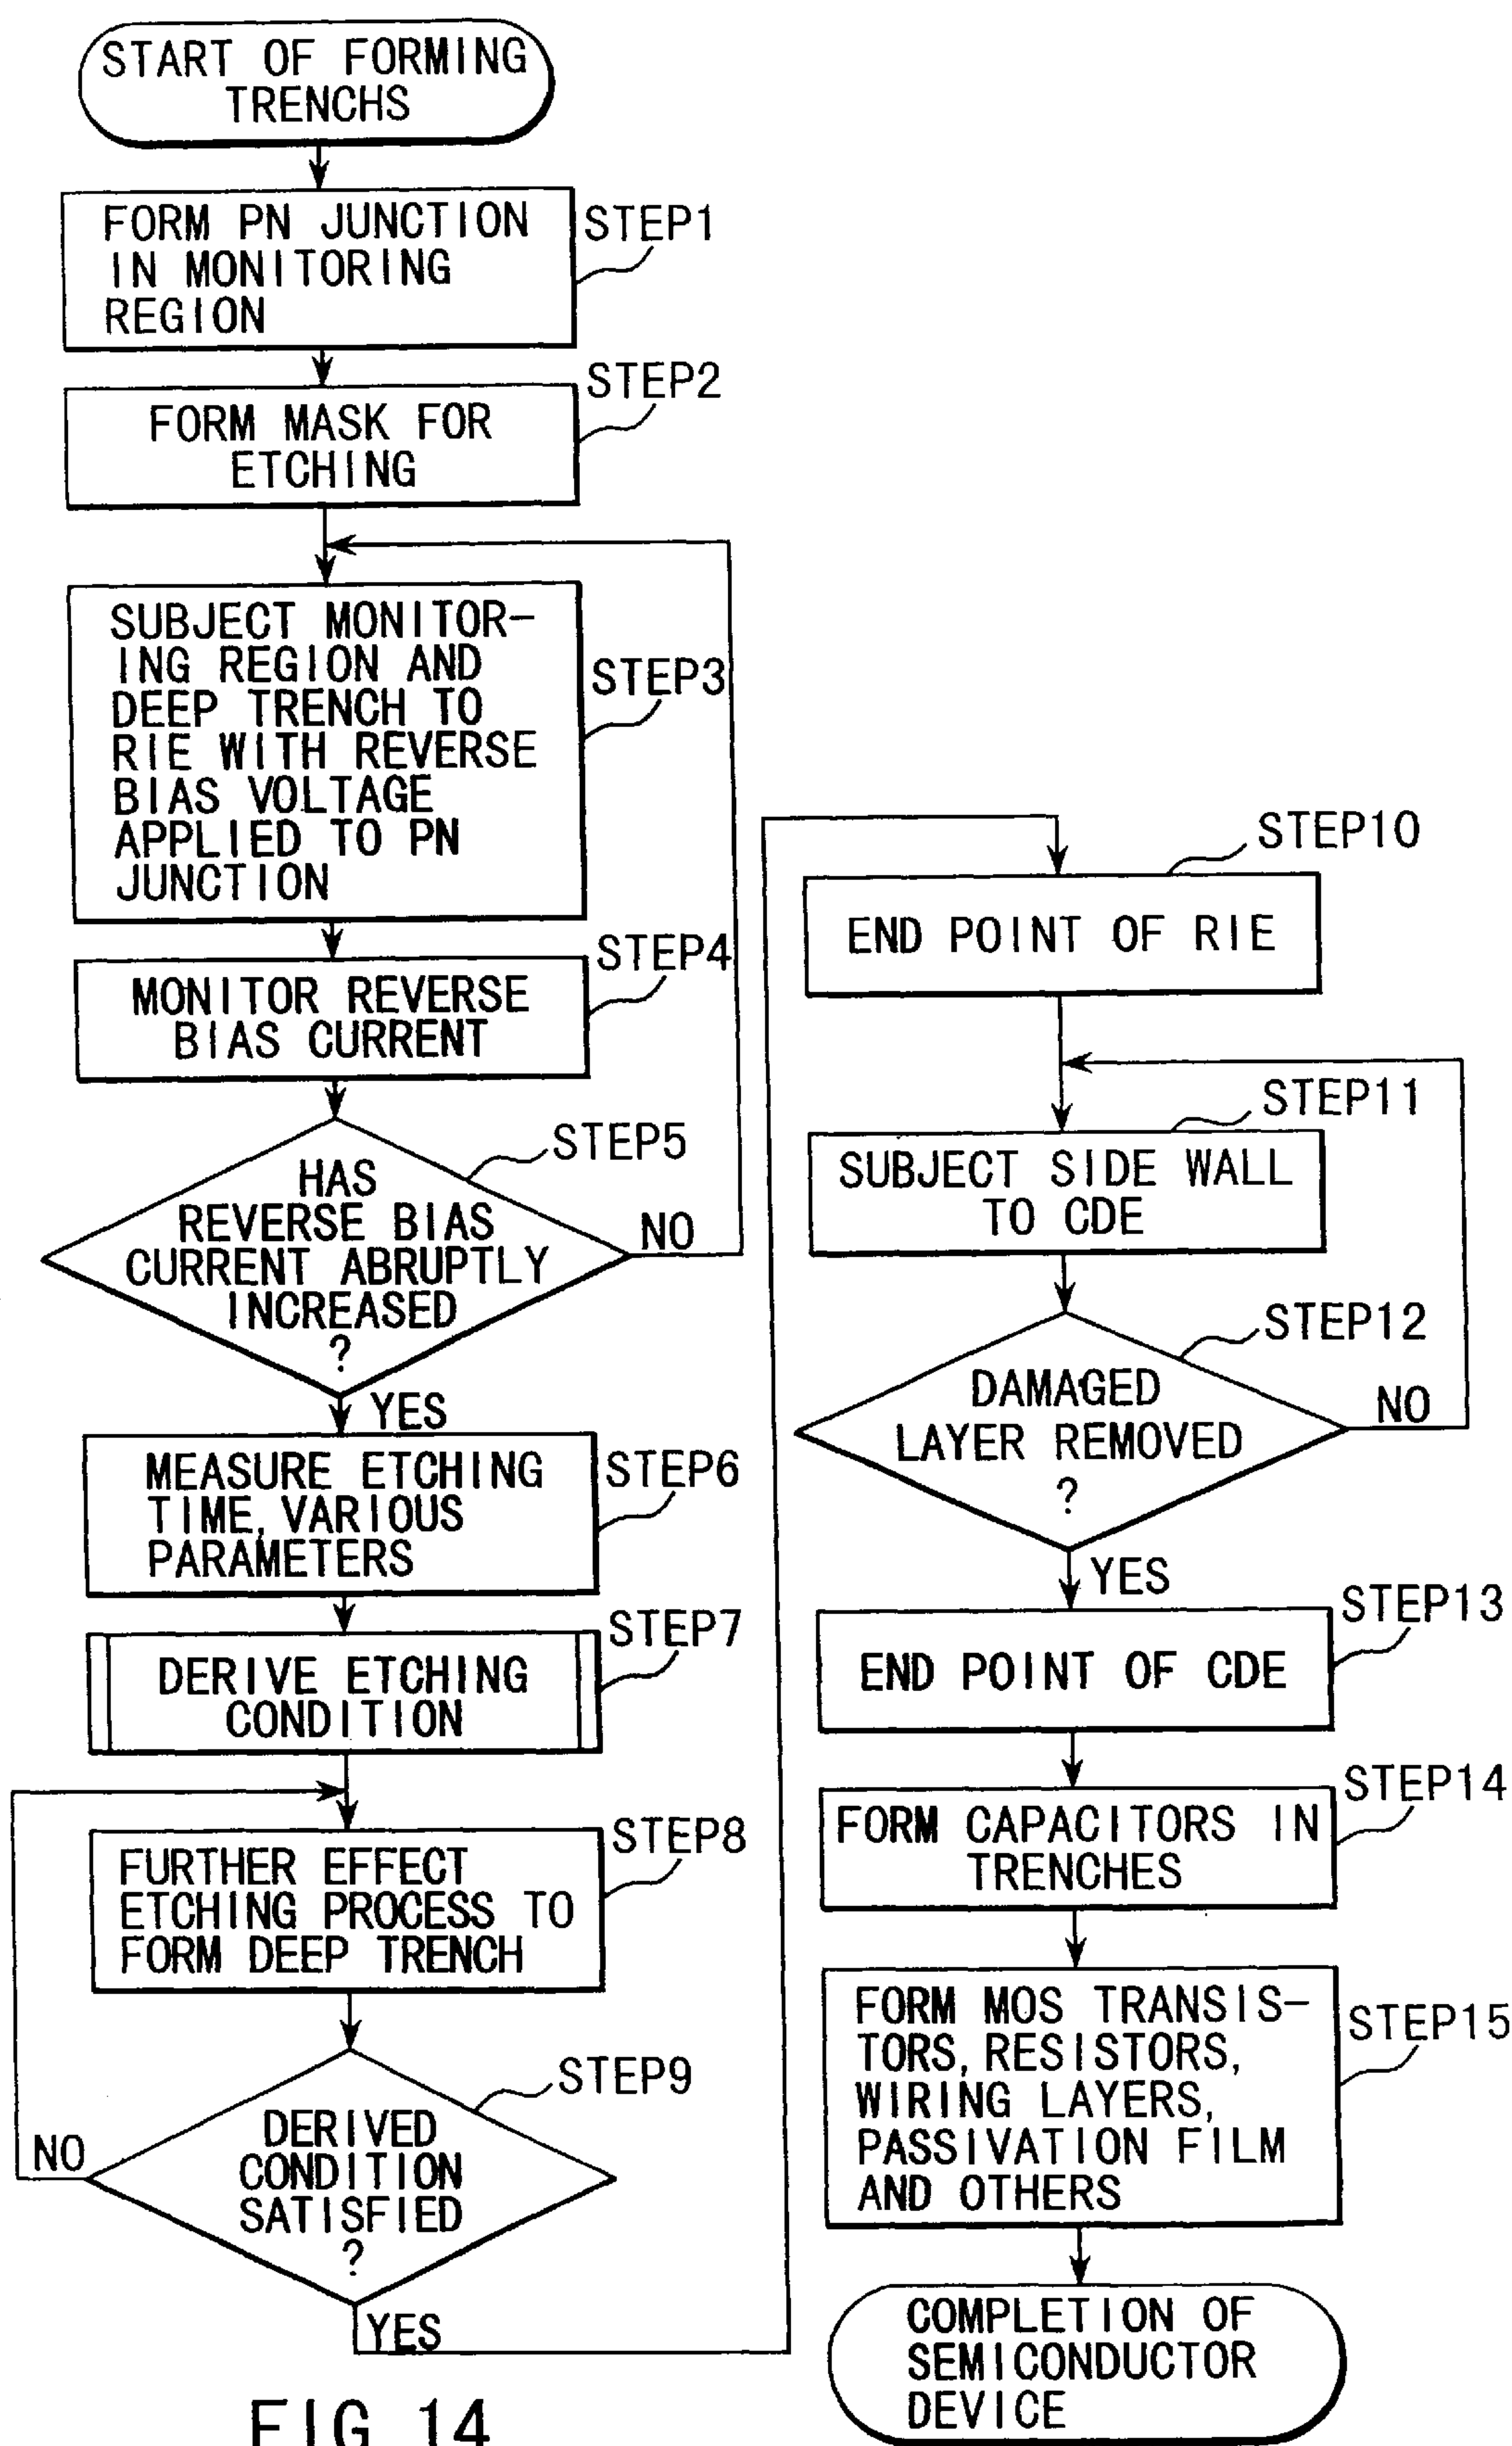 START OF FORMING
TRENCHS
FORM PN JUNCTION
IN MONITORING
REGION
STEP1
FORM MASK FOR
ETCHING
STEP2
SUBJECT MONITOR-
ING REGION AND
DEEP TRENCH TO
RIE WITH REVERSE
BIAS VOLTAGE
APPLIED TO PN
JUNCTION
STEP3
MONITOR REVERSE
BIAS CURRENT
STEP4
HAS
REVERSE BIAS
CURRENT ABRUPTLY
INCREASED
?
STEP5
NO
YES
MEASURE ETCHING
TIME, VARIOUS
PARAMETERS
STEP6
DERIVE ETCHING
CONDITION
STEP7
FURTHER EFFECT
ETCHING PROCESS TO
FORM DEEP TRENCH
STEP8
DERIVED
CONDITION
SATISFIED
?
STEP9
NO
YES
STEP10
END POINT OF RIE
STEP11
SUBJECT SIDE WALL
TO CDE
STEP12
DAMAGED
LAYER REMOVED
?
NO
YES
STEP13
END POINT OF CDE
STEP14
FORM CAPACITORS IN
TRENCHES
FORM MOS TRANSIS-
TORS, RESISTORS,
WIRING LAYERS,
PASSIVATION FILM
AND OTHERS
STEP15
COMPLETION OF
SEMICONDUCTOR
DEVICE
FIG 14